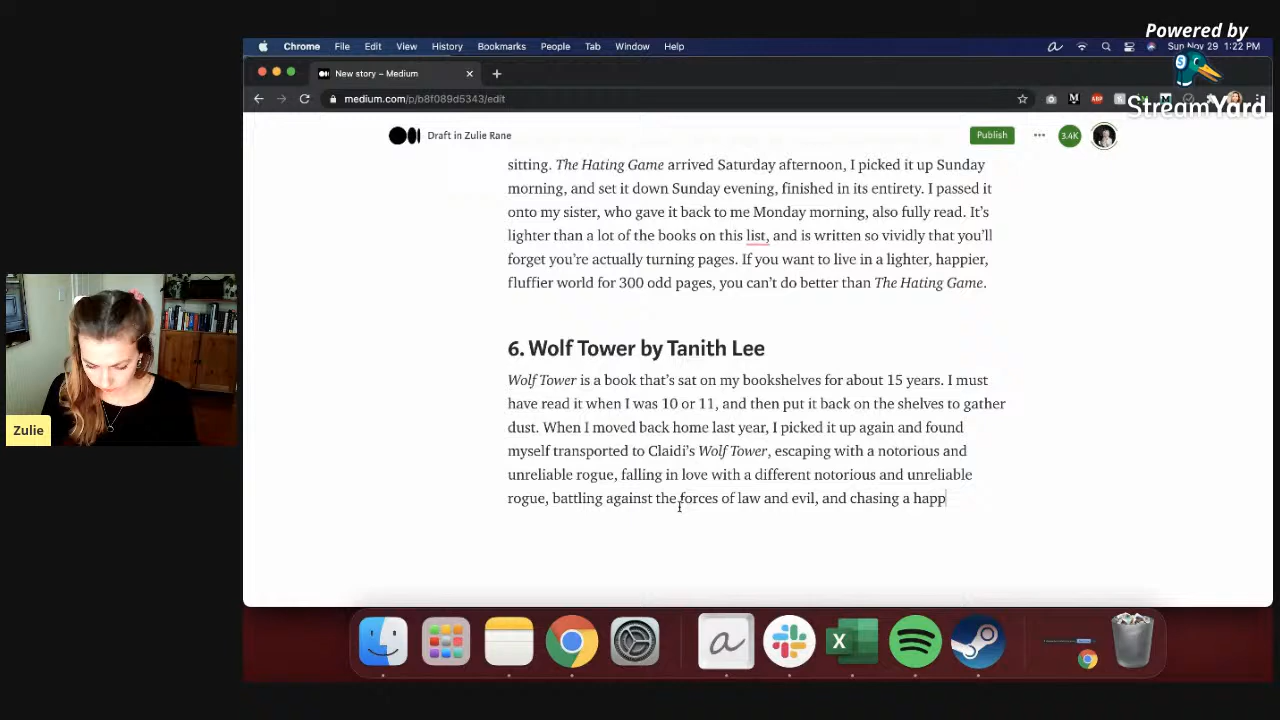 Powered by
StreamYard
Chrome File Edit View History Bookmarks People Tab Window Help
Sun Nov 29 1:22 PM
New story – Medium
medium.com/p/b8f089d6343/edit
Draft in Zulie Rane
Publish
3.4K
sitting. The Hating Game arrived Saturday afternoon, I picked it up Sunday
morning, and set it down Sunday evening, finished in its entirety. I passed it
onto my sister, who gave it back to me Monday morning, also fully read. It's
lighter than a lot of the books on this list, and is written so vividly that you'll
forget you're actually turning pages. If you want to live in a lighter, happier,
fluffier world for 300 odd pages, you can't do better than The Hating Game.
6. Wolf Tower by Tanith Lee
Wolf Tower is a book that's sat on my bookshelves for about 15 years. I must
have read it when I was 10 or 11, and then put it back on the shelves to gather
dust. When I moved back home last year, I picked it up again and found
myself transported to Claidi's Wolf Tower, escaping with a notorious and
unreliable rogue, falling in love with a different notorious and unreliable
rogue, battling against the forces of law and evil, and chasing a happ
Zulie